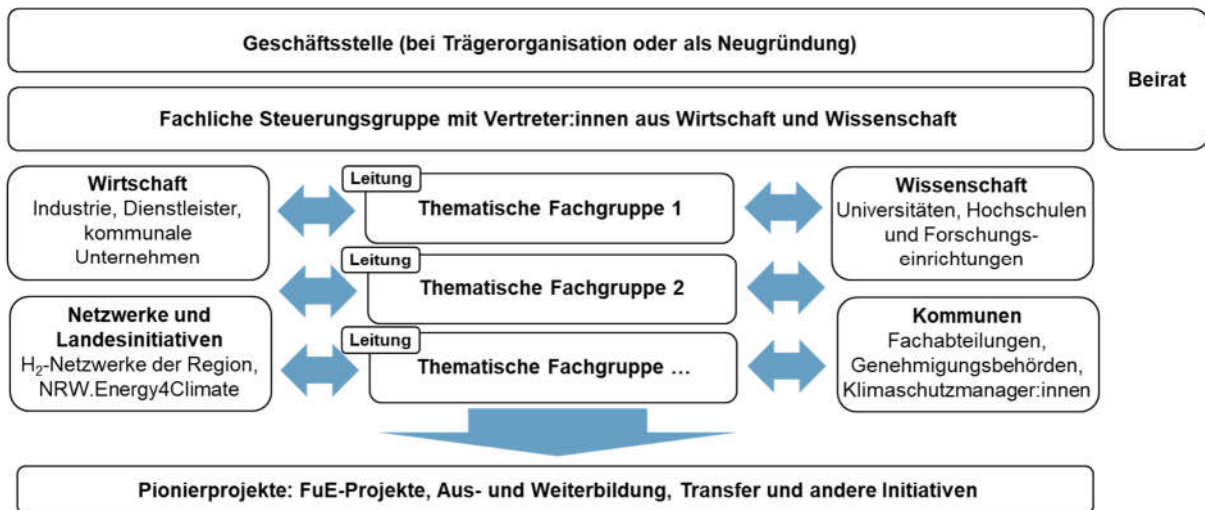 Geschäftsstelle (bei Trägerorganisation oder als Neugründung)
Beirat
Fachliche Steuerungsgruppe mit Vertreter:innen aus Wirtschaft und Wissenschaft
Wirtschaft
Industrie, Dienstleister,
kommunale
Unternehmen
Netzwerke und
Landesinitiativen
H₂-Netzwerke der Region,
NRW.Energy4Climate
Leitung
Thematische Fachgruppe 1
Leitung
Thematische Fachgruppe 2
Leitung
Thematische Fachgruppe ...
Wissenschaft
Universitäten, Hochschulen
und Forschungs-
einrichtungen
Kommunen
Fachabteilungen,
Genehmigungsbehörden,
Klimaschutzmanager:innen
Pionierprojekte: FuE-Projekte, Aus- und Weiterbildung, Transfer und andere Initiativen